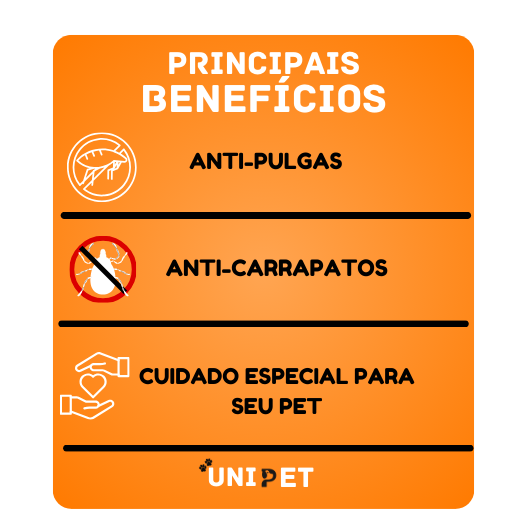 PRINCIPAIS
BENEFÍCIOS
ANTI-PULGAS
ANTI-CARRAPATOS
CUIDADO ESPECIAL PARA
SEU PET
UNIPET